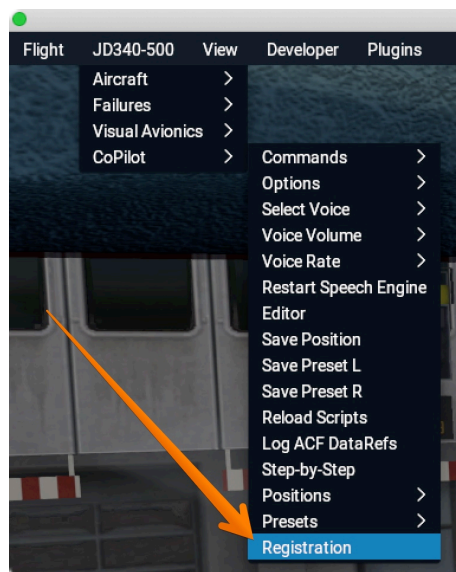 Flight JD340-500 View Developer Plugins
Aircraft
Failures
Visual Avionics
CoPilot
Commands
Options
Select Voice
Voice Volume
Voice Rate
Restart Speech Engine
Editor
Save Position
Save Preset L
Save Preset R
Reload Scripts
Log ACF DataRefs
Step-by-Step
Positions
Presets
Registration